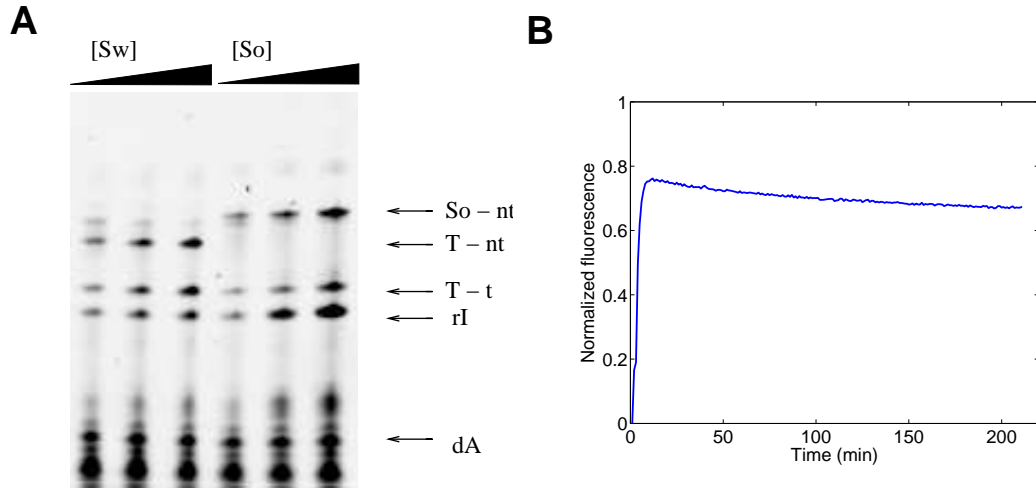 A
[Sw]
[So]
So – nt
T – nt
T – t
rI
dA
B
Normalized fluorescence
1
0.8
0.6
0.4
0.2
0
0
50
100
150
200
Time (min)